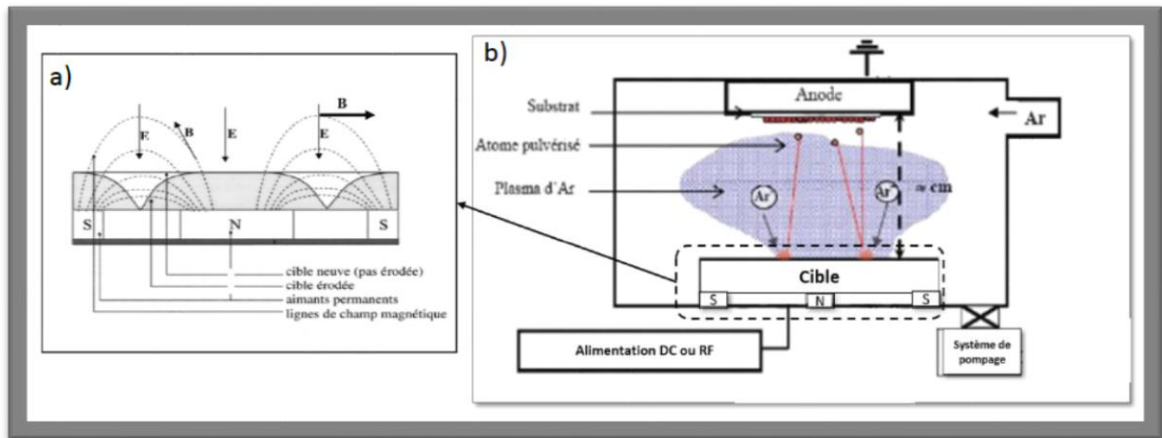 a)
B
E
B
E
E
S
N
S
cible neuve (pas érodée)
cible érodée
aimants permanents
lignes de champ magnétique
b)
Anode
Substrat
Ar
Atome pulvérisé
Plasma d'Ar
Ar
Ar
≈ cm
Cible
S
N
S
Alimentation DC ou RF
Système de
pompage